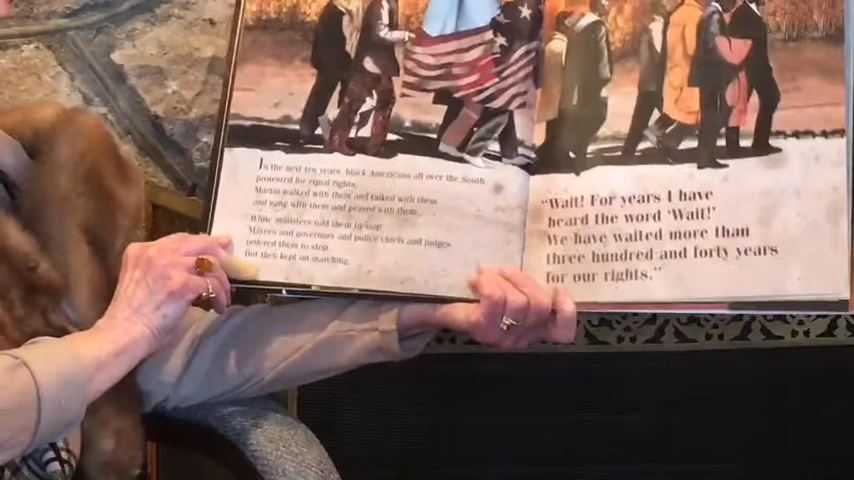 In the next ten years, black Americans all over the South
protested for equal rights. Martin walked with them and
talked with them and sang with them and prayed with them.
White ministers told them to stop.
Mayors and governors and police chiefs and judges
ordered them to stop.
But they kept on marching.
"Wait! For years I have been
hearing the word Wait!
We have waited more than
three hundred and forty years
for our rights."